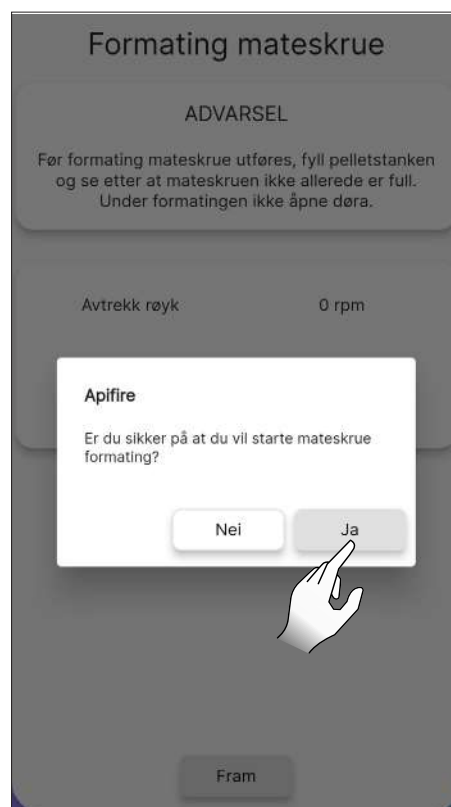 Formating mateskrue
ADVARSEL
Før formating mateskrue utføres, fyll pelletstanken
og se etter at mateskruen ikke allerede er full.
Under formatingen ikke åpne døra.
Avtrekk røyk 0 rpm
Apifire
Er du sikker på at du vil starte mateskrue
formating?
Nei Ja
Fram